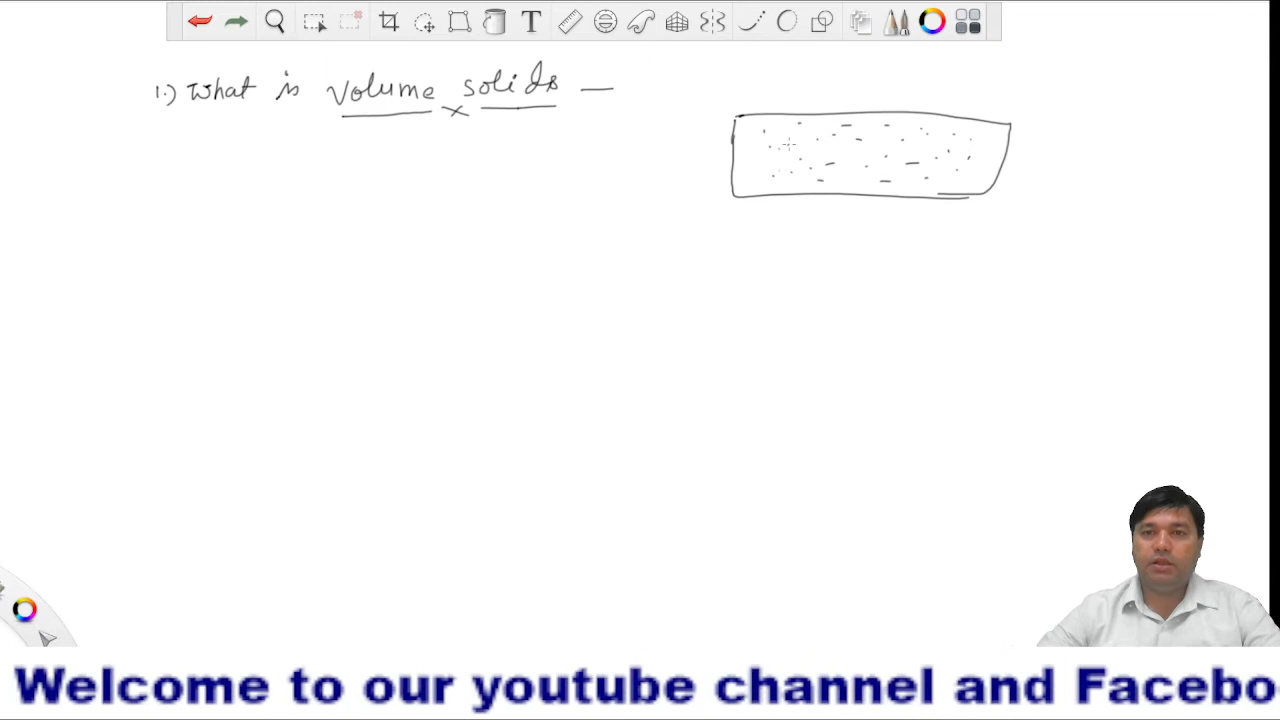 T
1.) What is volume solids —
Welcome to our youtube channel and Facebo